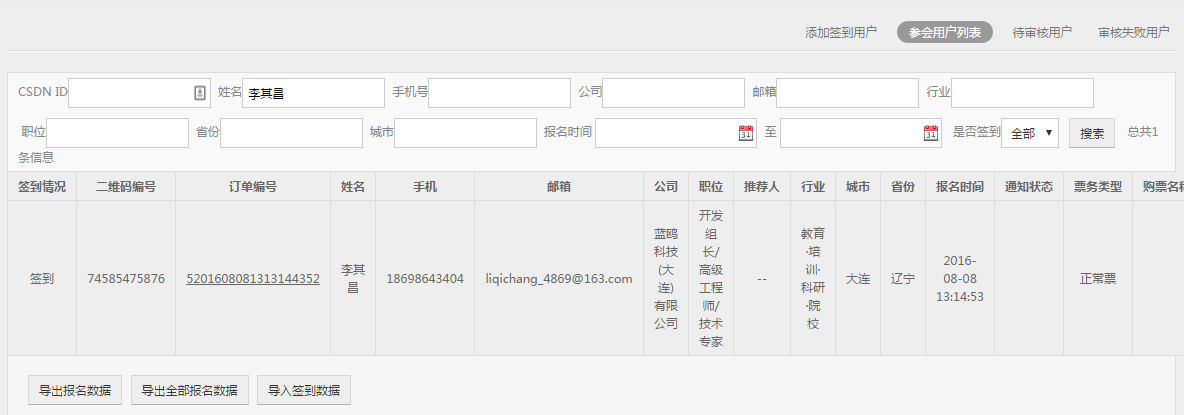 添加签到用户 参会用户列表 待审核用户 审核失败用户
CSDN ID 姓名 李其昌 手机号 公司 邮箱 行业
职位 省份 城市 报名时间 31 至 31 是否签到 全部 搜索 总共1
条信息
签到情况 二维码编号 订单编号 姓名 手机 邮箱 公司 职位 推荐人 行业 城市 省份 报名时间 通知状态 票务类型 购票名称
签到
74585475876
5201608081313144352
李其
昌
18698643404
liqichang_4869@163.com
蓝鸥
科技
(大
连)
有限
公司
开发
组
长/
高级
工程
师/
技术
专家
--
教育
·培
训·
科研
·院
校
大连
辽宁
2016-
08-08
13:14:53
正常票
导出报名数据 导出全部报名数据 导入签到数据